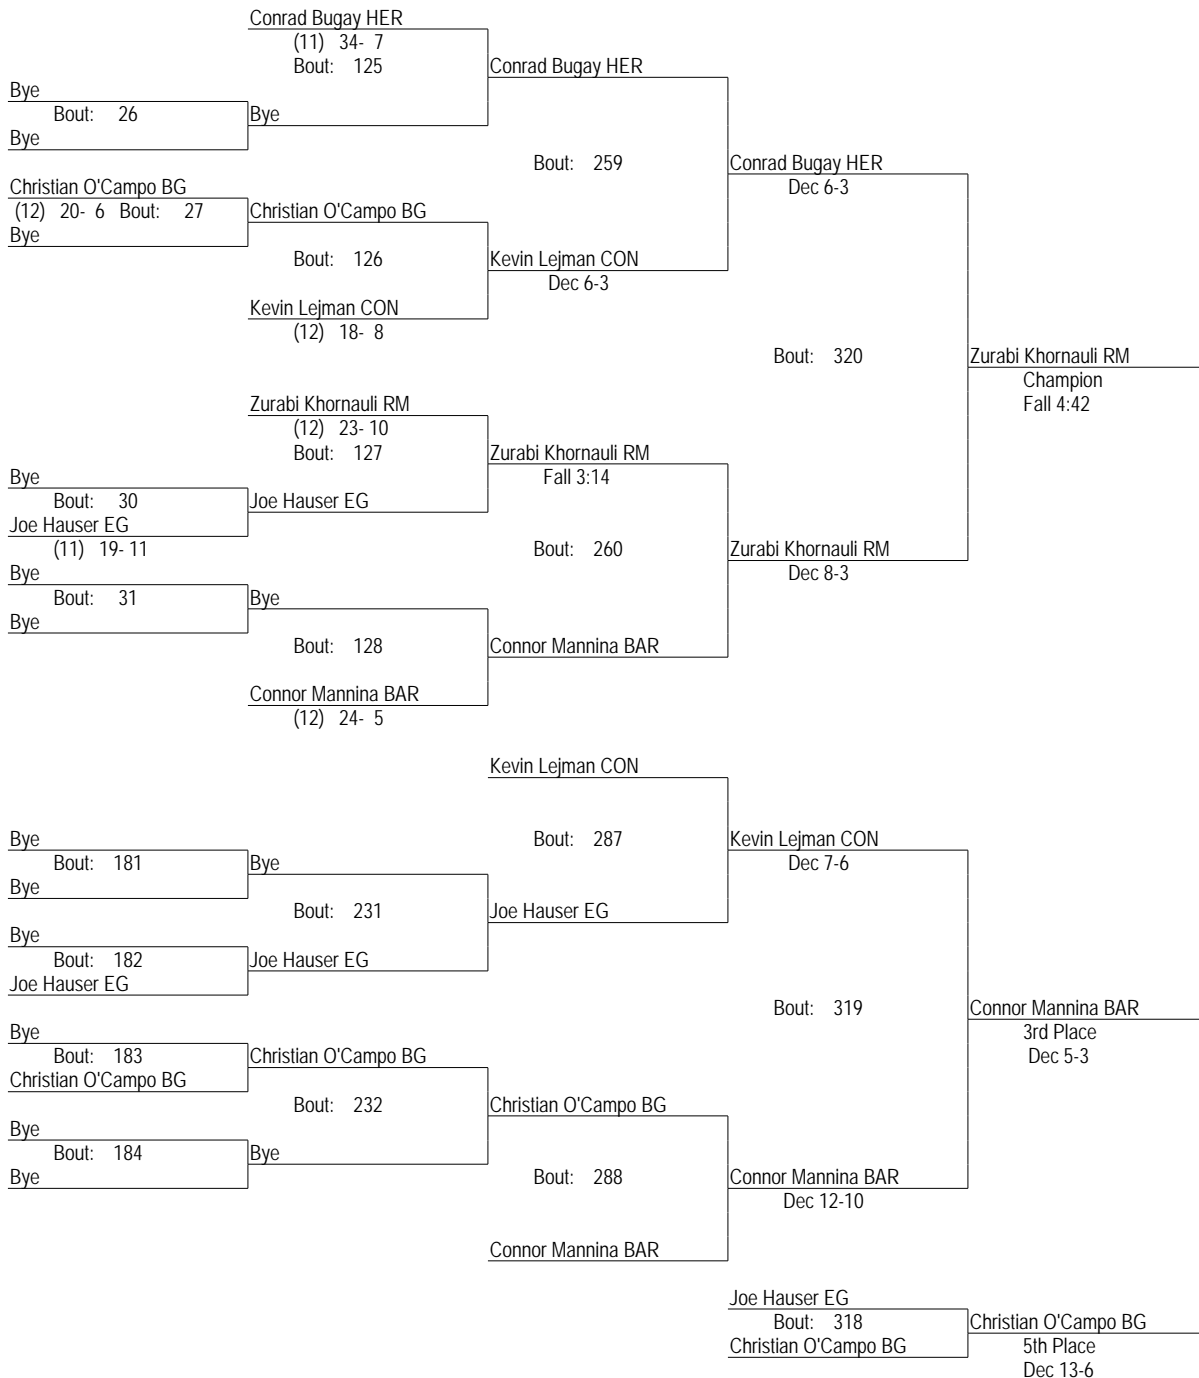 Conrad Bugay HER
(11) 34- 7
Bout: 125
Conrad Bugay HER
Bye
Bout: 26
Bye
Bye
Bout: 259
Conrad Bugay HER
Dec 6-3
Christian O'Campo BG
(12) 20- 6 Bout: 27
Christian O'Campo BG
Bye
Bout: 126
Kevin Lejman CON
Dec 6-3
Kevin Lejman CON
(12) 18- 8
Bout: 320
Zurabi Khornauli RM
Champion
Fall 4:42
Zurabi Khornauli RM
(12) 23- 10
Bout: 127
Zurabi Khornauli RM
Fall 3:14
Bye
Bout: 30
Joe Hauser EG
Joe Hauser EG
(11) 19- 11
Bout: 260
Zurabi Khornauli RM
Dec 8-3
Bye
Bout: 31
Bye
Bye
Bout: 128
Connor Mannina BAR
Connor Mannina BAR
(12) 24- 5
Kevin Lejman CON
Bout: 287
Kevin Lejman CON
Dec 7-6
Bye
Bout: 181
Bye
Bye
Bout: 231
Joe Hauser EG
Bye
Bout: 182
Joe Hauser EG
Joe Hauser EG
Bout: 319
Connor Mannina BAR
3rd Place
Dec 5-3
Bye
Bout: 183
Christian O'Campo BG
Christian O'Campo BG
Bout: 232
Christian O'Campo BG
Bye
Bout: 184
Bye
Bye
Bout: 288
Connor Mannina BAR
Dec 12-10
Connor Mannina BAR
Joe Hauser EG
Bout: 318
Christian O'Campo BG
Christian O'Campo BG
5th Place
Dec 13-6